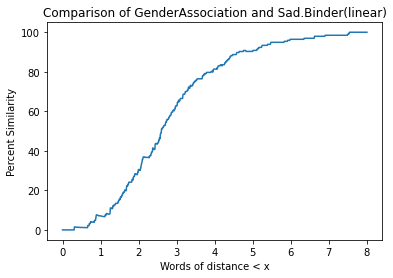 Comparison of GenderAssociation and Sad.Binder(linear)
100
80
60
40
20
0
Percent Similarity
0 1 2 3 4 5 6 7 8
Words of distance < x